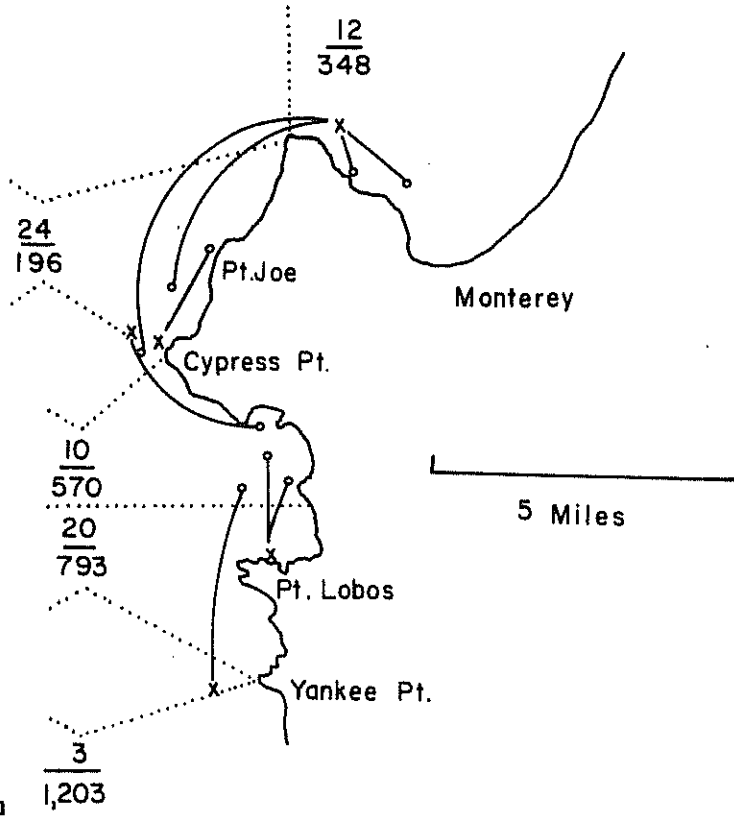 12
348
24
196
Pt. Joe
Monterey
Cypress Pt.
10
570
5 Miles
20
793
Pt. Lobos
Yankee Pt.
3
1,203